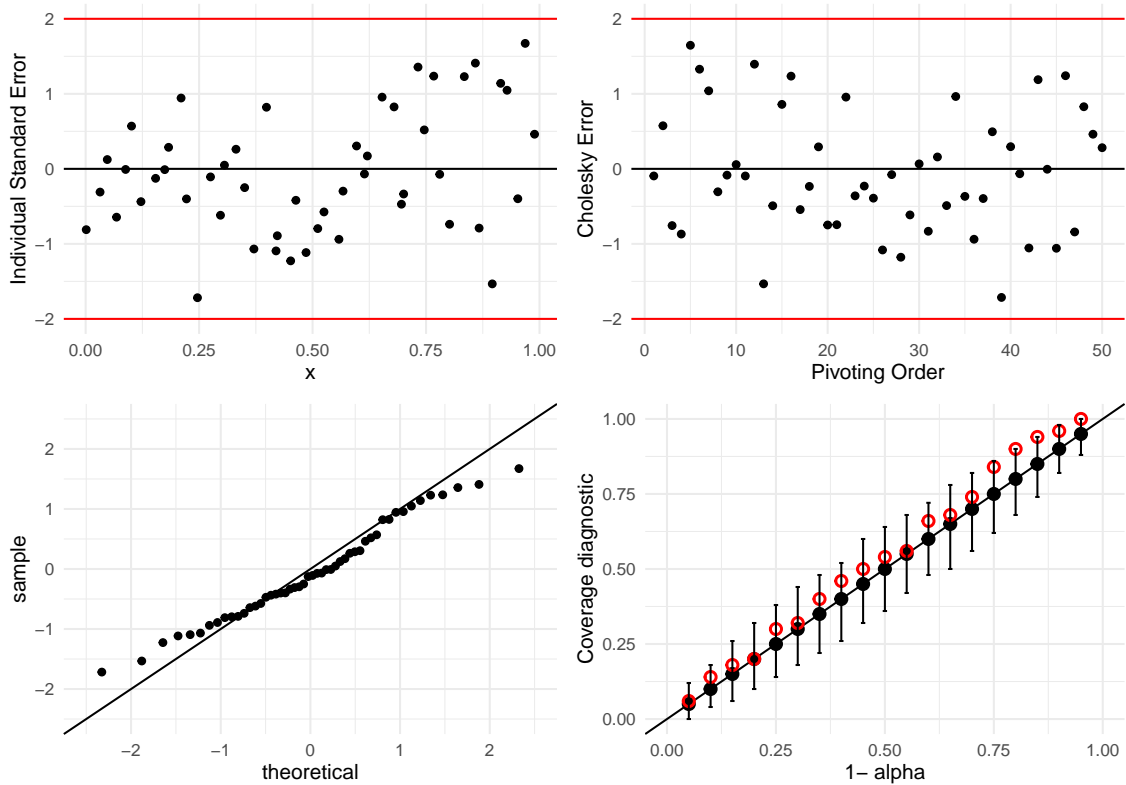 Individual Standard Error
2
1
0
−1
−2
0.00 0.25 0.50 0.75 1.00
x
Cholesky Error
2
1
0
−1
−2
0 10 20 30 40 50
Pivoting Order
sample
2
1
0
−1
−2
−2 −1 0 1 2
theoretical
Coverage diagnostic
1.00
0.75
0.50
0.25
0.00
0.00 0.25 0.50 0.75 1.00
1− alpha